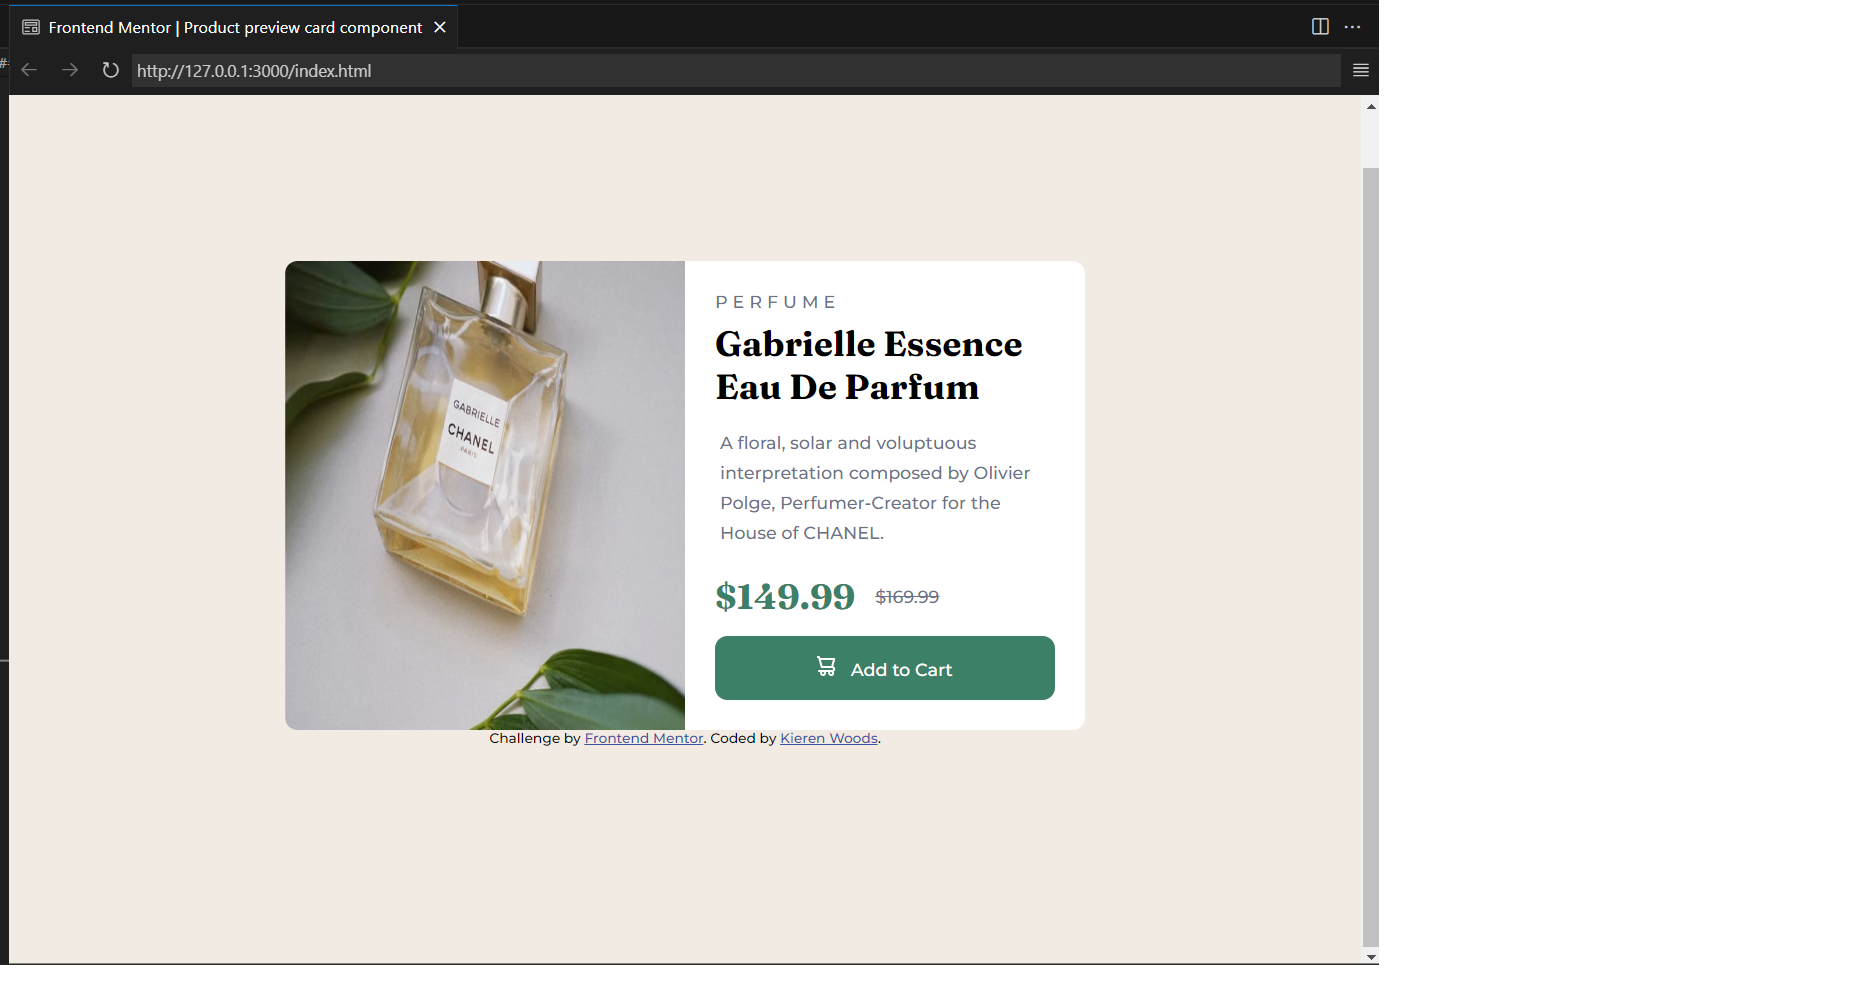 Frontend Mentor | Product preview card component
http://127.0.0.1:3000/index.html
PERFUME
Gabrielle Essence
Eau De Parfum
A floral, solar and voluptuous
interpretation composed by Olivier
Polge, Perfumer-Creator for the
House of CHANEL.
$149.99 $169.99
Add to Cart
GABRIELLE
CHANEL
PARIS
Challenge by Frontend Mentor. Coded by Kieren Woods.